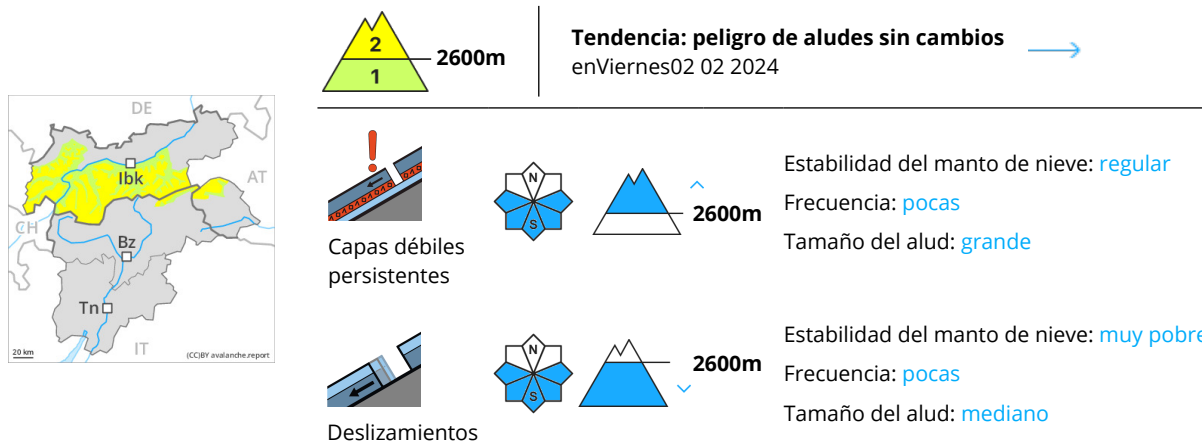 2
1
2600m
Tendencia: peligro de aludes sin cambios
enViernes02 02 2024
DE
Ibk
AT
CH
Bz
Tn
IT
20 km
(CC)BY avalanche.report
Capas débiles
persistentes
N
S
2600m
Estabilidad del manto de nieve: regular
Frecuencia: pocas
Tamaño del alud: grande
Deslizamientos
N
S
2600m
Estabilidad del manto de nieve: muy pobre
Frecuencia: pocas
Tamaño del alud: mediano